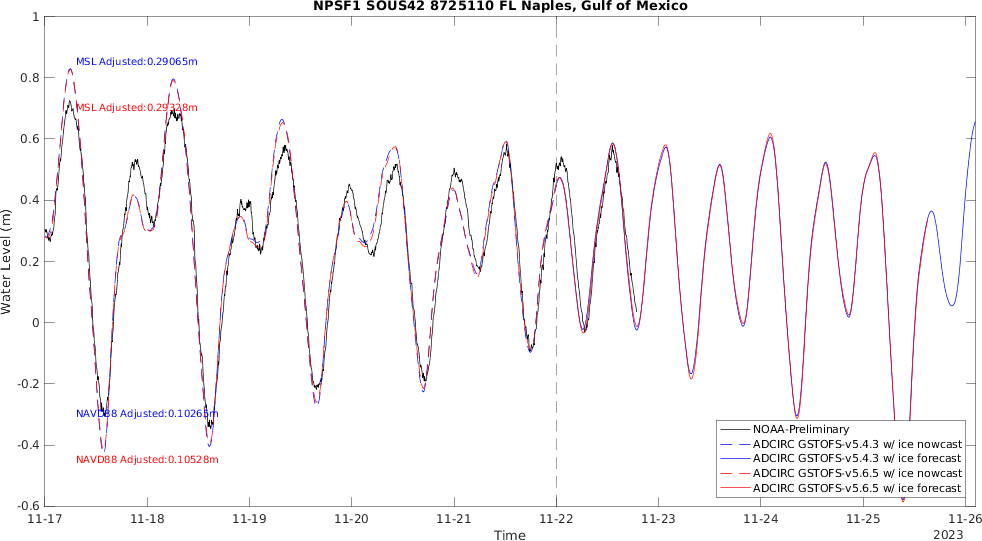 NPSF1 SOUS42 8725110 FL Naples, Gulf of Mexico
1
0.8
0.6
0.4
0.2
0
-0.2
-0.4
-0.6
Water Level (m)
MSL Adjusted:0.29065m
MSL Adjusted:0.29328m
NAVD88 Adjusted:0.10265m
NAVD88 Adjusted:0.10528m
NOAA-Preliminary
ADCIRC GSTOFS-v5.4.3 w/ ice nowcast
ADCIRC GSTOFS-v5.4.3 w/ ice forecast
ADCIRC GSTOFS-v5.6.5 w/ ice nowcast
ADCIRC GSTOFS-v5.6.5 w/ ice forecast
11-17 11-18 11-19 11-20 11-21 11-22 11-23 11-24 11-25 11-26
Time
2023